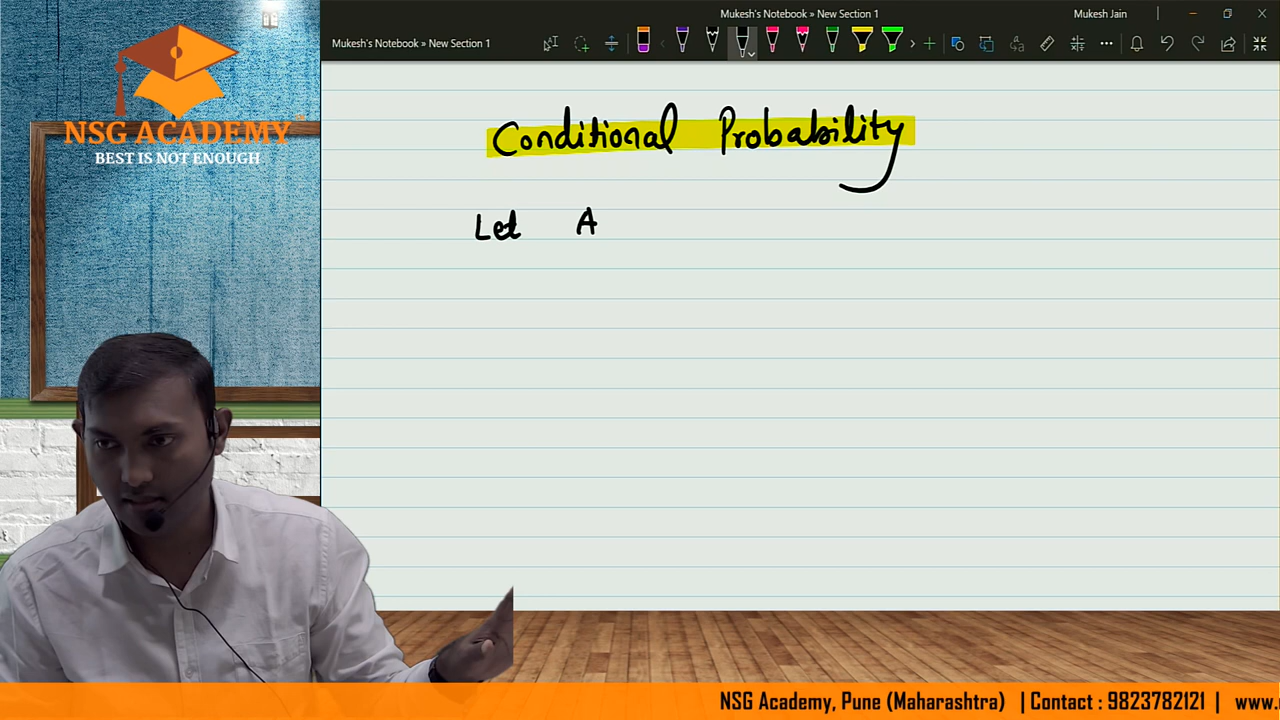 Mukesh's Notebook » New Section 1
Mukesh Jain
Mukesh's Notebook » New Section 1
NSG ACADEMY
BEST IS NOT ENOUGH
Conditional Probability
Let A
NSG Academy, Pune (Maharashtra) | Contact : 9823782121 | www.